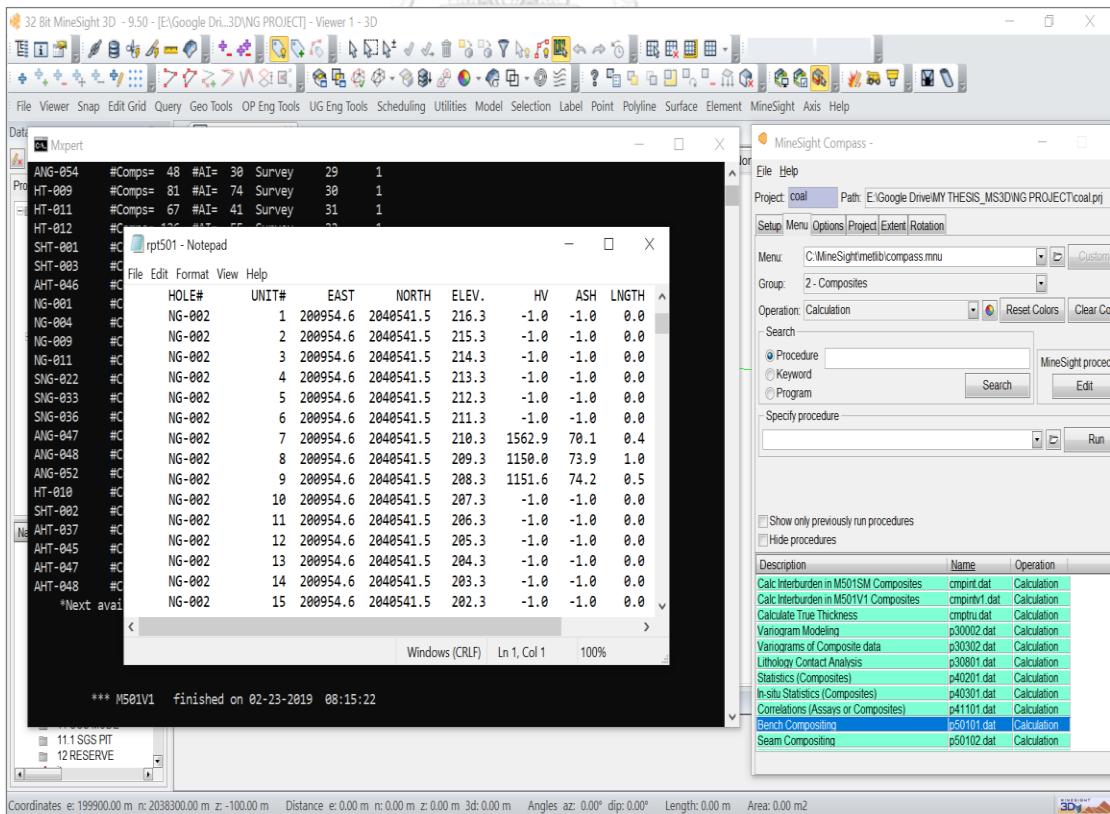 32 Bit MineSight 3D - 9.50 - [E:\Google Dri...3D\NG PROJECT] - Viewer 1 - 3D
File Viewer Snap Edit Grid Query Geo Tools OP Eng Tools UG Eng Tools Scheduling Utilities Model Selection Label Point Polyline Surface Element MineSight Axis Help
Data
Mxpert
ANG-054 #Comps= 48 #AI= 30 Survey 29 1
HT-009 #Comps= 81 #AI= 74 Survey 30 1
HT-011 #Comps= 67 #AI= 41 Survey 31 1
HT-012
SHT-001 #C
SHT-003 #C
AHT-046 #C
NG-001 #C
NG-004 #C
NG-009 #C
NG-011 #C
SNG-022 #C
SNG-033 #C
SNG-036 #C
ANG-047 #C
ANG-048 #C
ANG-052 #C
HT-010 #C
SHT-002 #C
AHT-037 #C
AHT-045 #C
AHT-047 #C
AHT-048 #C
*Next avai
*** M501V1 finished on 02-23-2019 08:15:22
rpt501 - Notepad
File Edit Format View Help
HOLE# UNIT# EAST NORTH ELEV. HV ASH LNGTH
NG-002 1 200954.6 2040541.5 216.3 -1.0 -1.0 0.0
NG-002 2 200954.6 2040541.5 215.3 -1.0 -1.0 0.0
NG-002 3 200954.6 2040541.5 214.3 -1.0 -1.0 0.0
NG-002 4 200954.6 2040541.5 213.3 -1.0 -1.0 0.0
NG-002 5 200954.6 2040541.5 212.3 -1.0 -1.0 0.0
NG-002 6 200954.6 2040541.5 211.3 -1.0 -1.0 0.0
NG-002 7 200954.6 2040541.5 210.3 1562.9 70.1 0.4
NG-002 8 200954.6 2040541.5 209.3 1150.0 73.9 1.0
NG-002 9 200954.6 2040541.5 208.3 1151.6 74.2 0.5
NG-002 10 200954.6 2040541.5 207.3 -1.0 -1.0 0.0
NG-002 11 200954.6 2040541.5 206.3 -1.0 -1.0 0.0
NG-002 12 200954.6 2040541.5 205.3 -1.0 -1.0 0.0
NG-002 13 200954.6 2040541.5 204.3 -1.0 -1.0 0.0
NG-002 14 200954.6 2040541.5 203.3 -1.0 -1.0 0.0
NG-002 15 200954.6 2040541.5 202.3 -1.0 -1.0 0.0
Windows (CRLF) Ln 1, Col 1 100%
11.1 SGS PIT
12 RESERVE
MineSight Compass -
File Help
Project: coal Path: E:\Google Drive\MY THESIS_MS3D\NG PROJECT\coal.prj
Setup Menu Options Project Extent Rotation
Menu: C:\MineSight\metlib\compass.mnu Custom
Group: 2 - Composites
Operation: Calculation Reset Colors Clear Co
Search
Procedure
Keyword
Program
Search
MineSight proced
Edit
Specify procedure
Run
Show only previously run procedures
Hide procedures
Description Name Operation
Calc Interburden in M501SM Composites cmpint.dat Calculation
Calc Interburden in M501V1 Composites cmpintv1.dat Calculation
Calculate True Thickness cmptru.dat Calculation
Variogram Modeling p30002.dat Calculation
Variograms of Composite data p30302.dat Calculation
Lithology Contact Analysis p30801.dat Calculation
Statistics (Composites) p40201.dat Calculation
In-situ Statistics (Composites) p40301.dat Calculation
Correlations (Assays or Composites) p41101.dat Calculation
Bench Compositing p50101.dat Calculation
Seam Compositing p50102.dat Calculation
Coordinates e: 199900.00 m n: 2038300.00 m z: -100.00 m Distance e: 0.00 m n: 0.00 m z: 0.00 m 3d: 0.00 m Angles az: 0.00° dip: 0.00° Length: 0.00 m Area: 0.00 m2
MINESIGHT
3D